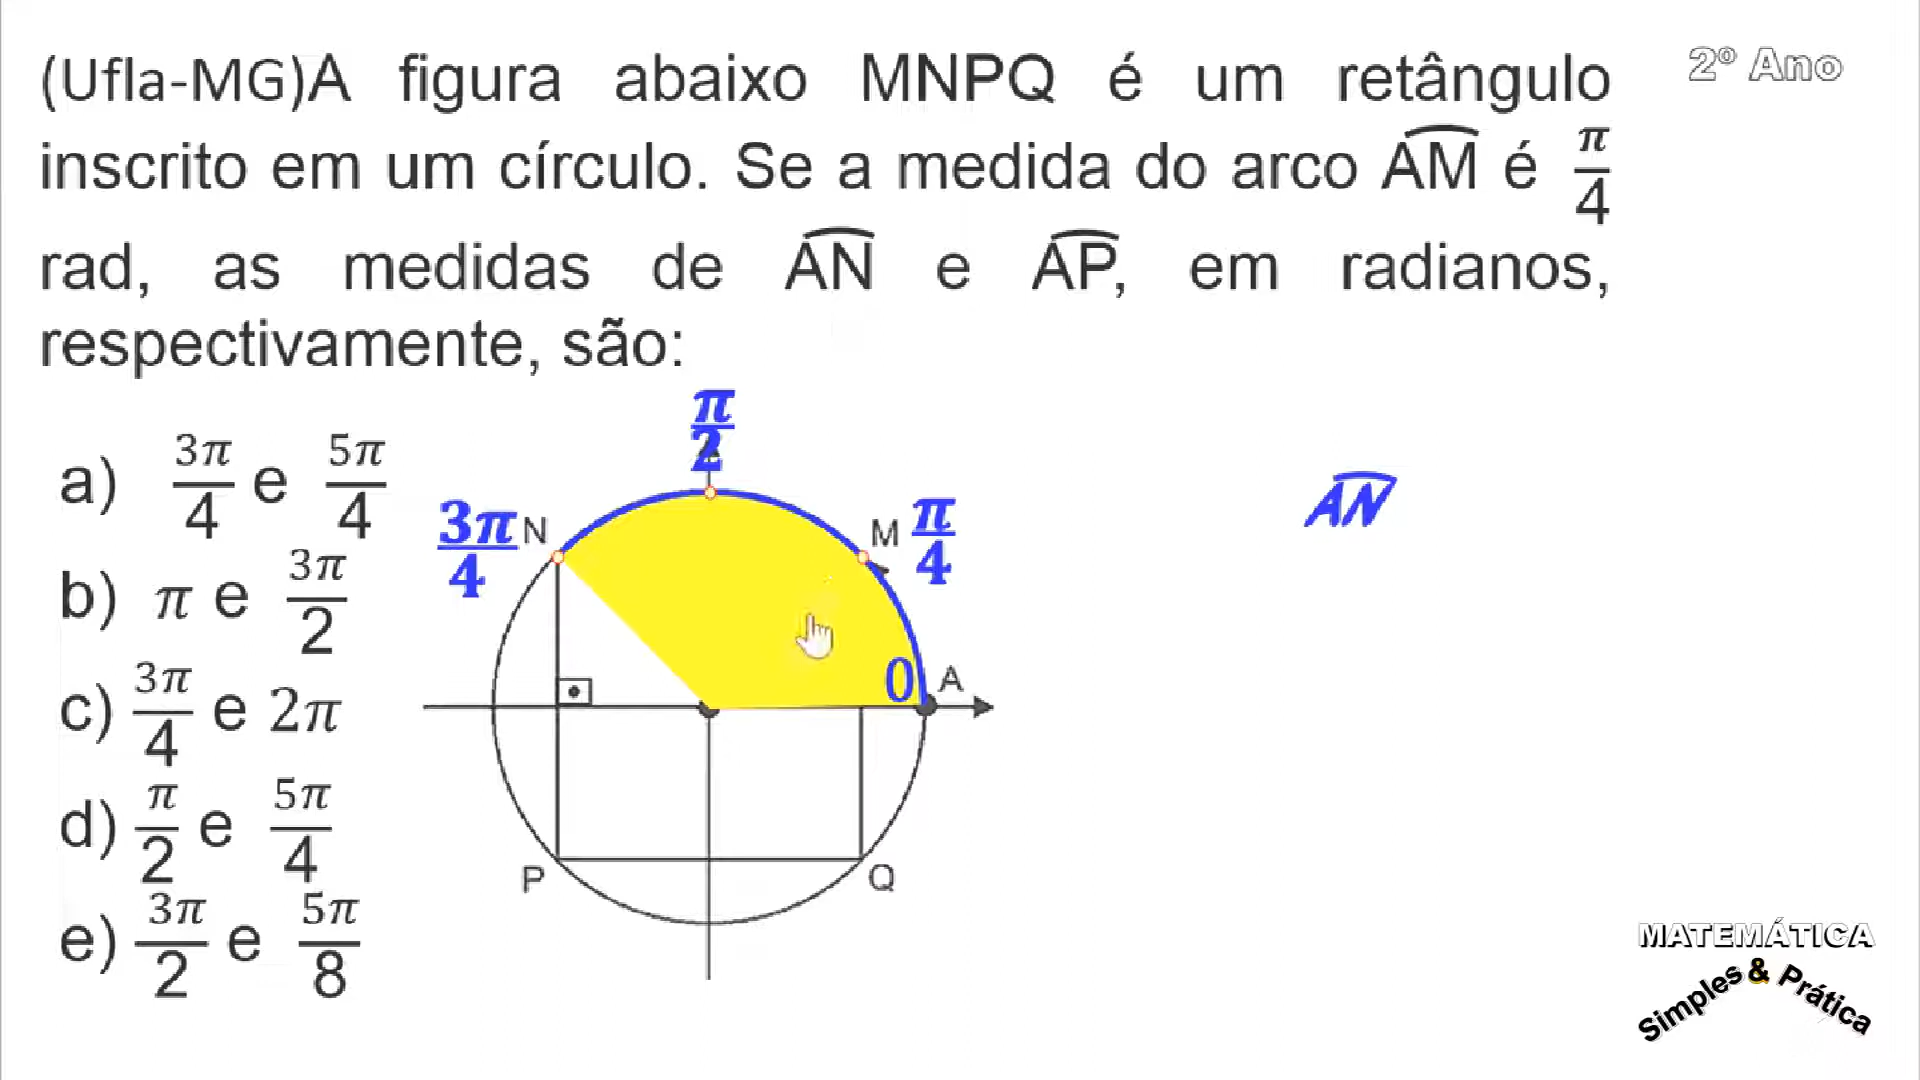 (Ufla-MG)A figura abaixo MNPQ é um retângulo
2º Ano
inscrito em um círculo. Se a medida do arco AM é π/4
rad, as medidas de AN e AP, em radianos,
respectivamente, são:
a) 3π/4 e 5π/4
b) π e 3π/2
c) 3π/4 e 2π
d) π/2 e 5π/4
e) 3π/2 e 5π/8
π/2
3π/4 N
M π/4
0 A
P
Q
AN
MATEMÁTICA
Simples & Prática